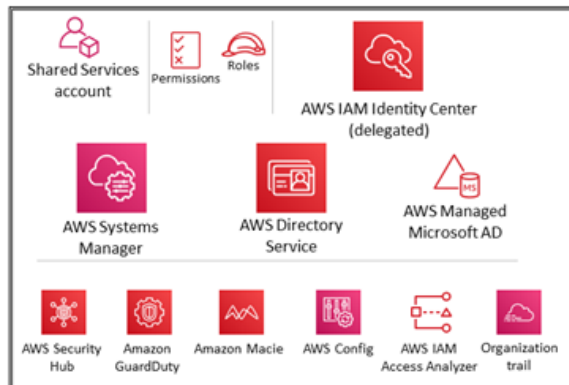 Shared Services
account
Permissions
Roles
AWS IAM Identity Center
(delegated)
AWS Systems
Manager
AWS Directory
Service
MS
AWS Managed
Microsoft AD
AWS Security
Hub
Amazon
GuardDuty
Amazon Macie
AWS Config
AWS IAM
Access Analyzer
Organization
trail